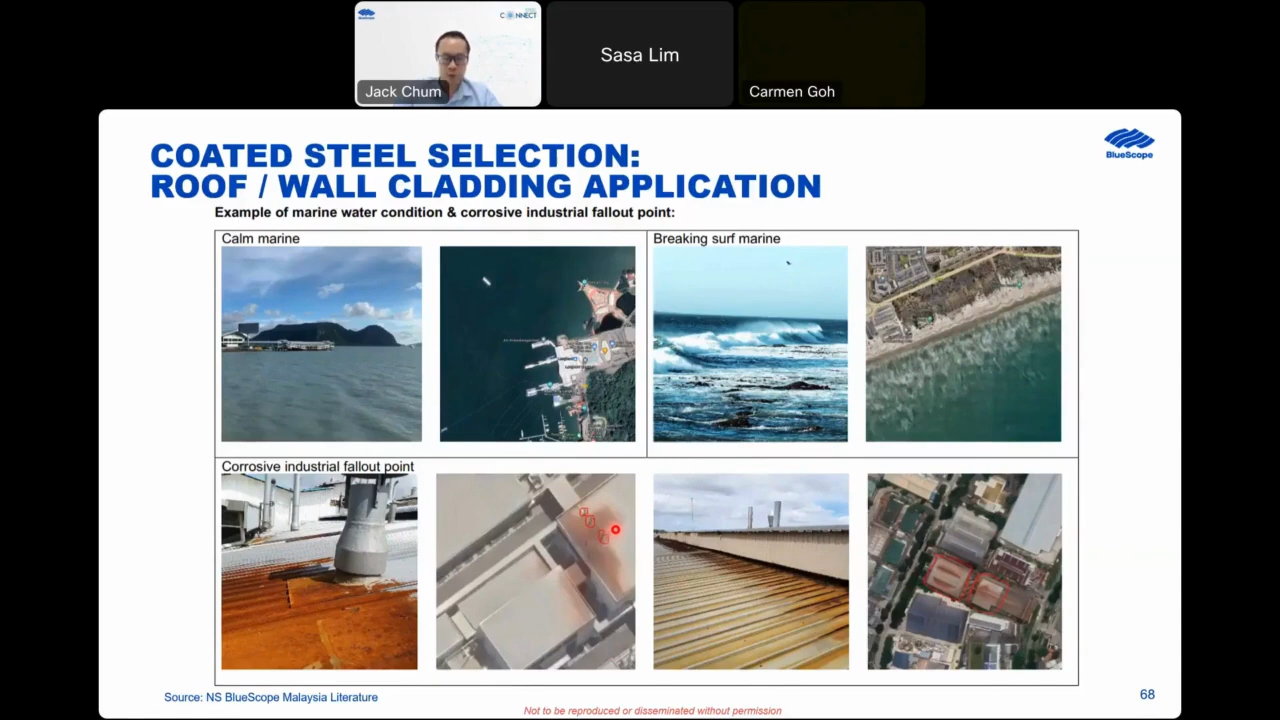 BlueScope
CONNECT
Jack Chum
Sasa Lim
Carmen Goh
BlueScope
COATED STEEL SELECTION:
ROOF / WALL CLADDING APPLICATION
Example of marine water condition & corrosive industrial fallout point:
Calm marine
Breaking surf marine
Corrosive industrial fallout point
Source: NS BlueScope Malaysia Literature
68
Not to be reproduced or disseminated without permission